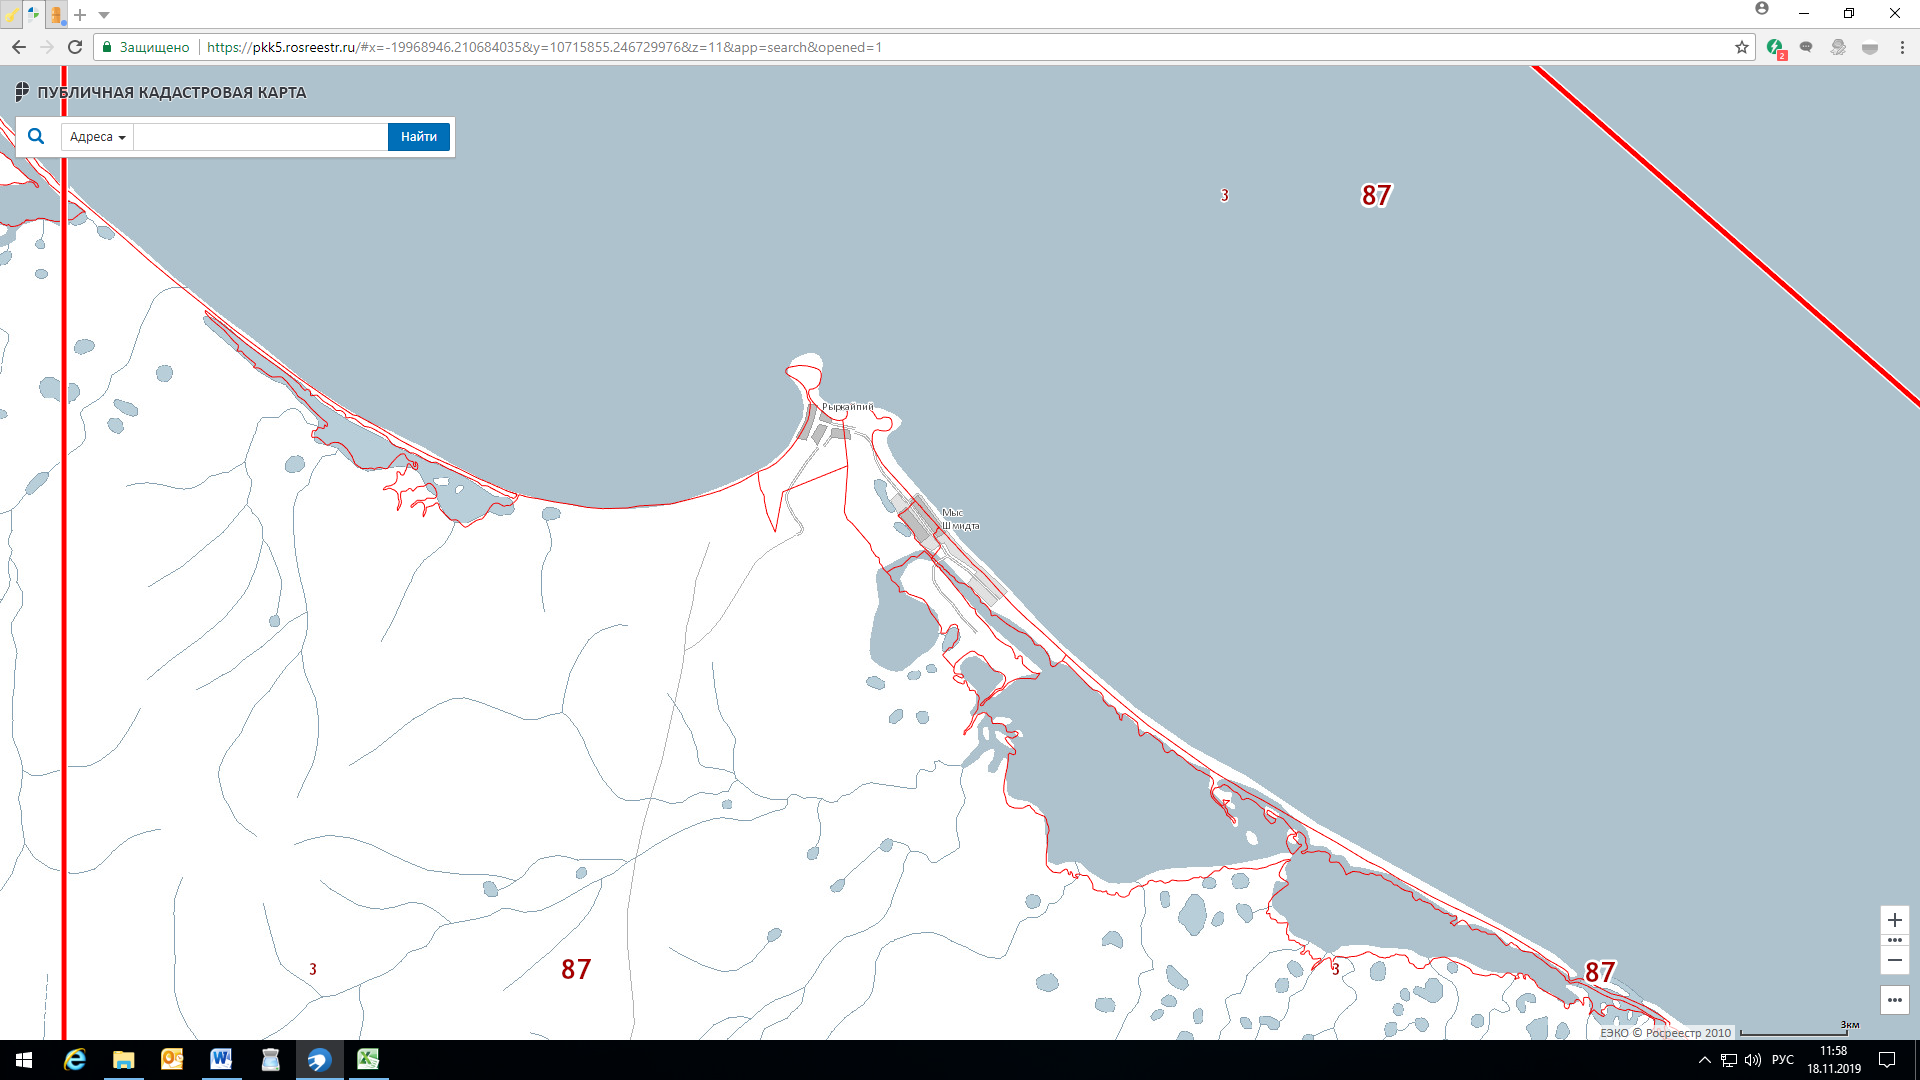 Защищено https://pkk5.rosreestr.ru/#x=-19968946.210684035&y=10715855.246729976&z=11&app=search&opened=1
2
ПУБЛИЧНАЯ КАДАСТРОВАЯ КАРТА
Адреса Найти
3 87
Рыркайпий
Мыс
Шмидта
3 87
3 87
ЕЭКО © Росреестр 2010 3км
РУС 11:58
18.11.2019